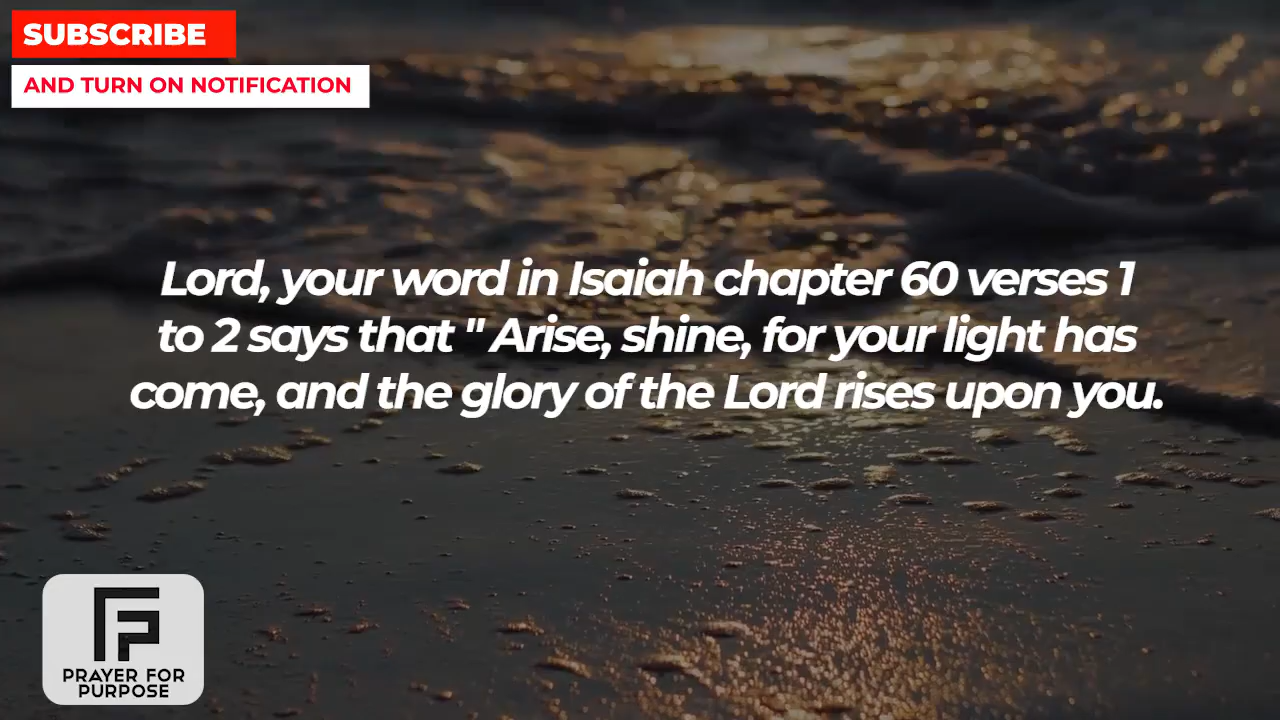 SUBSCRIBE
AND TURN ON NOTIFICATION
Lord, your word in Isaiah chapter 60 verses 1
to 2 says that " Arise, shine, for your light has
come, and the glory of the Lord rises upon you.
PRAYER FOR
PURPOSE